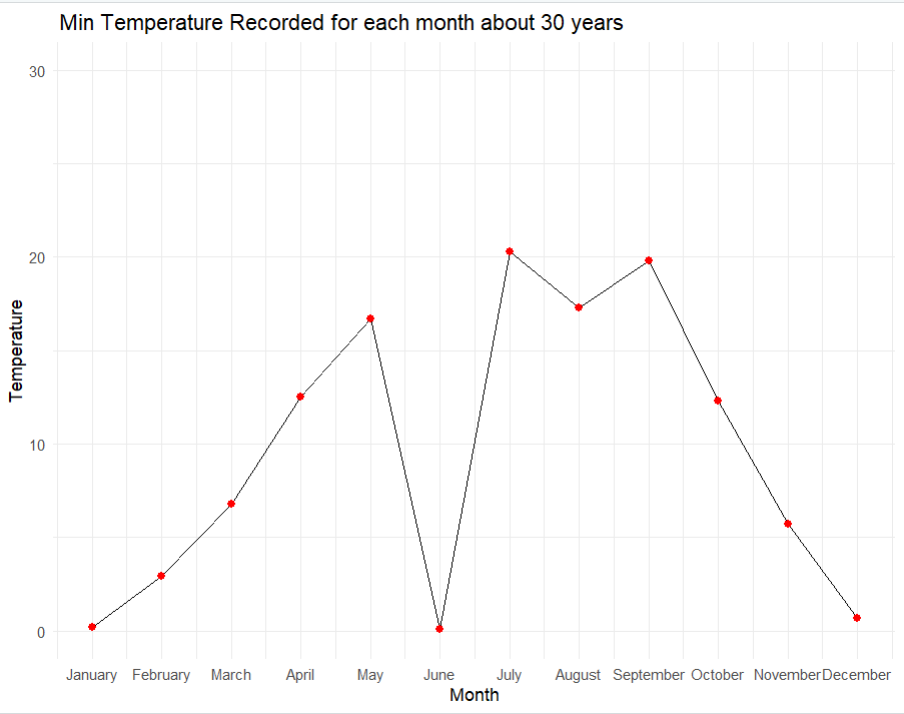 Min Temperature Recorded for each month about 30 years
30
20
10
0
Temperature
January February March April May June July August September October November December
Month